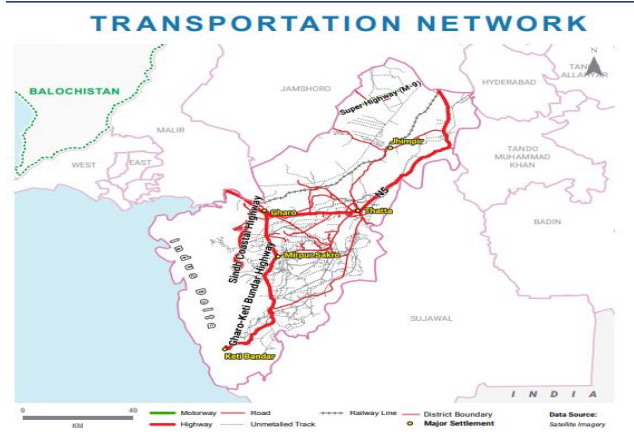 TRANSPORTATION NETWORK
N
BALOCHISTAN
JAMSHORO
HYDERABAD
TANDO
ALLAHYAR
Super Highway (M-9)
MALIR
WEST
EAST
Jhimpir
TANDO
MUHAMMAD
KHAN
N5
Gharo
Thatta
BADIN
Sindh Coastal Highway
Indus Delta
Mirpur Sakro
Gharo-Keti Bundar Highway
SUJAWAL
Keti Bandar
INDIA
0 40
KM
Motorway
Road
Railway Line
District Boundary
Data Source:
Highway
Unmetalled Track
Major Settlement
Satellite Imagery